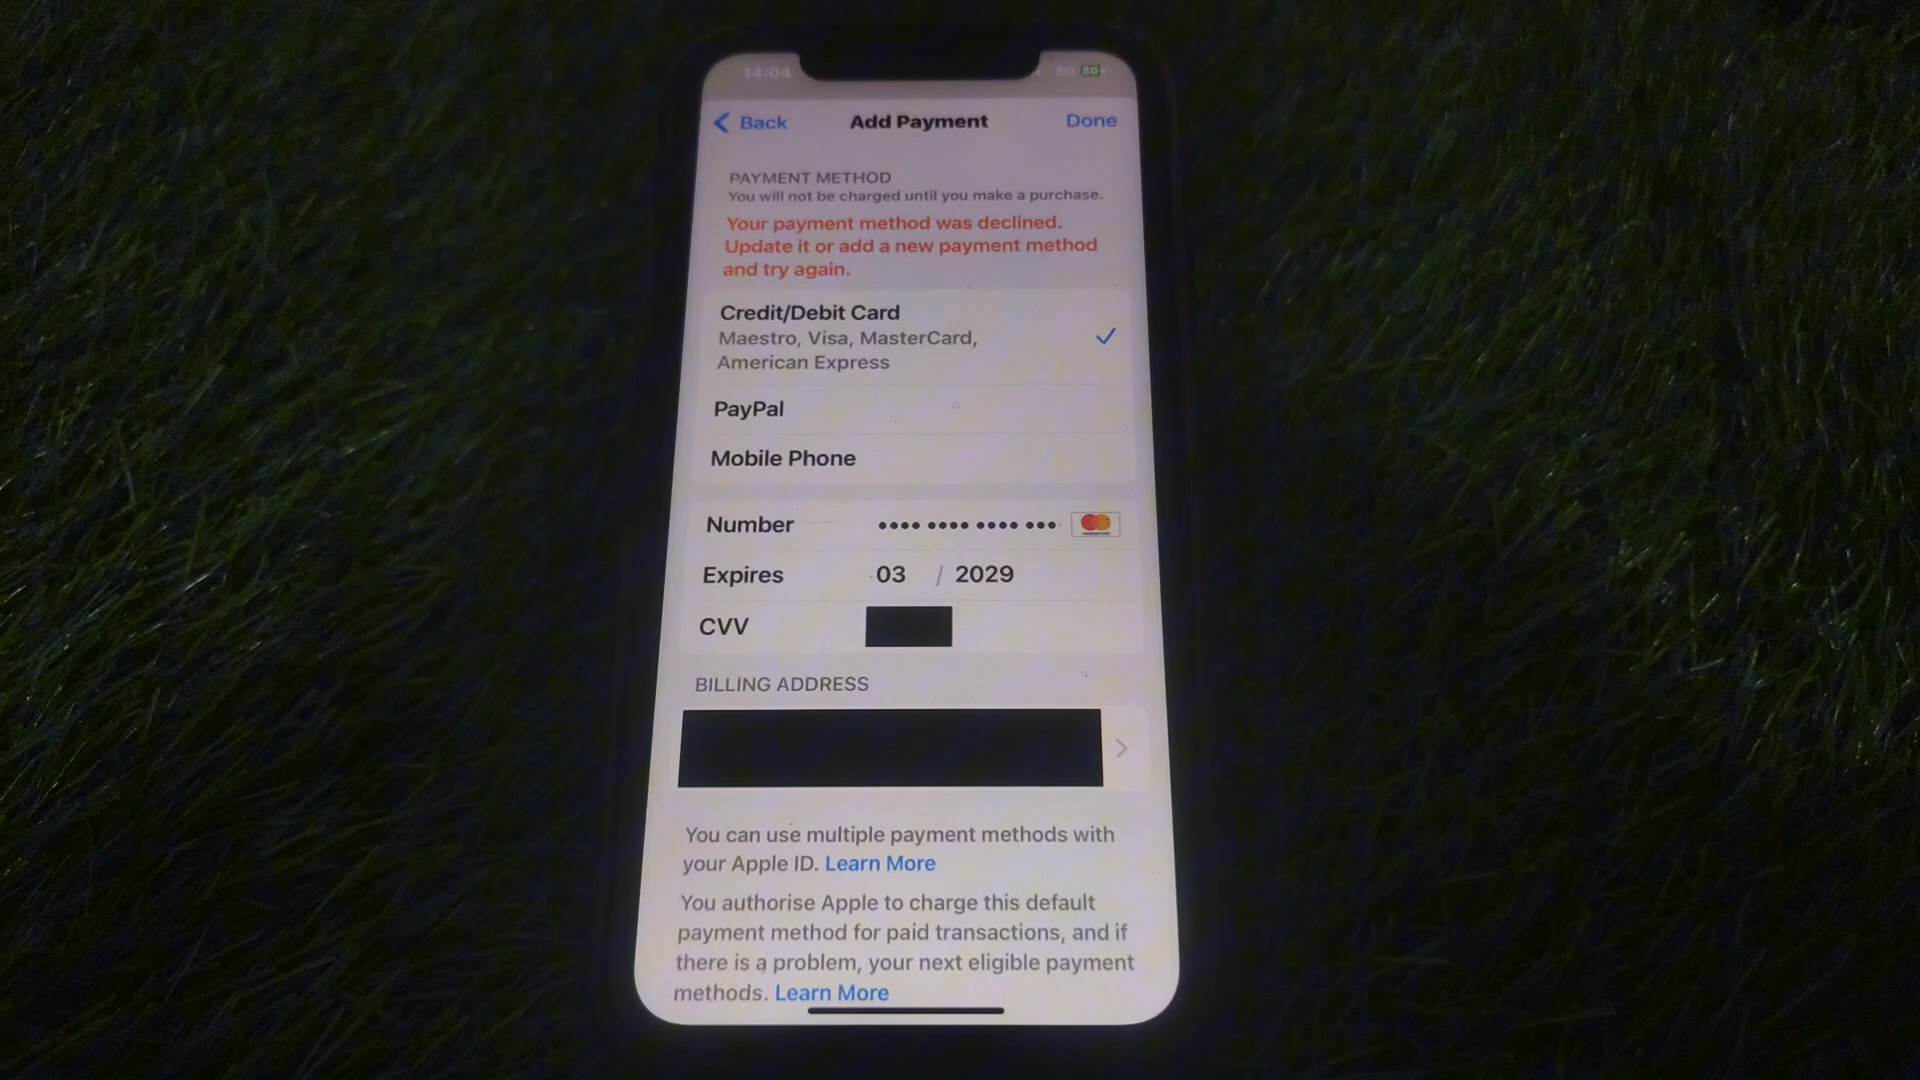 14:04
Back
Add Payment
Done
PAYMENT METHOD
You will not be charged until you make a purchase.
Your payment method was declined.
Update it or add a new payment method
and try again.
Credit/Debit Card
Maestro, Visa, MasterCard,
American Express
PayPal
Mobile Phone
Number •••• •••• •••• •••
Expires 03 / 2029
CVV
BILLING ADDRESS
You can use multiple payment methods with
your Apple ID. Learn More
You authorise Apple to charge this default
payment method for paid transactions, and if
there is a problem, your next eligible payment
methods. Learn More